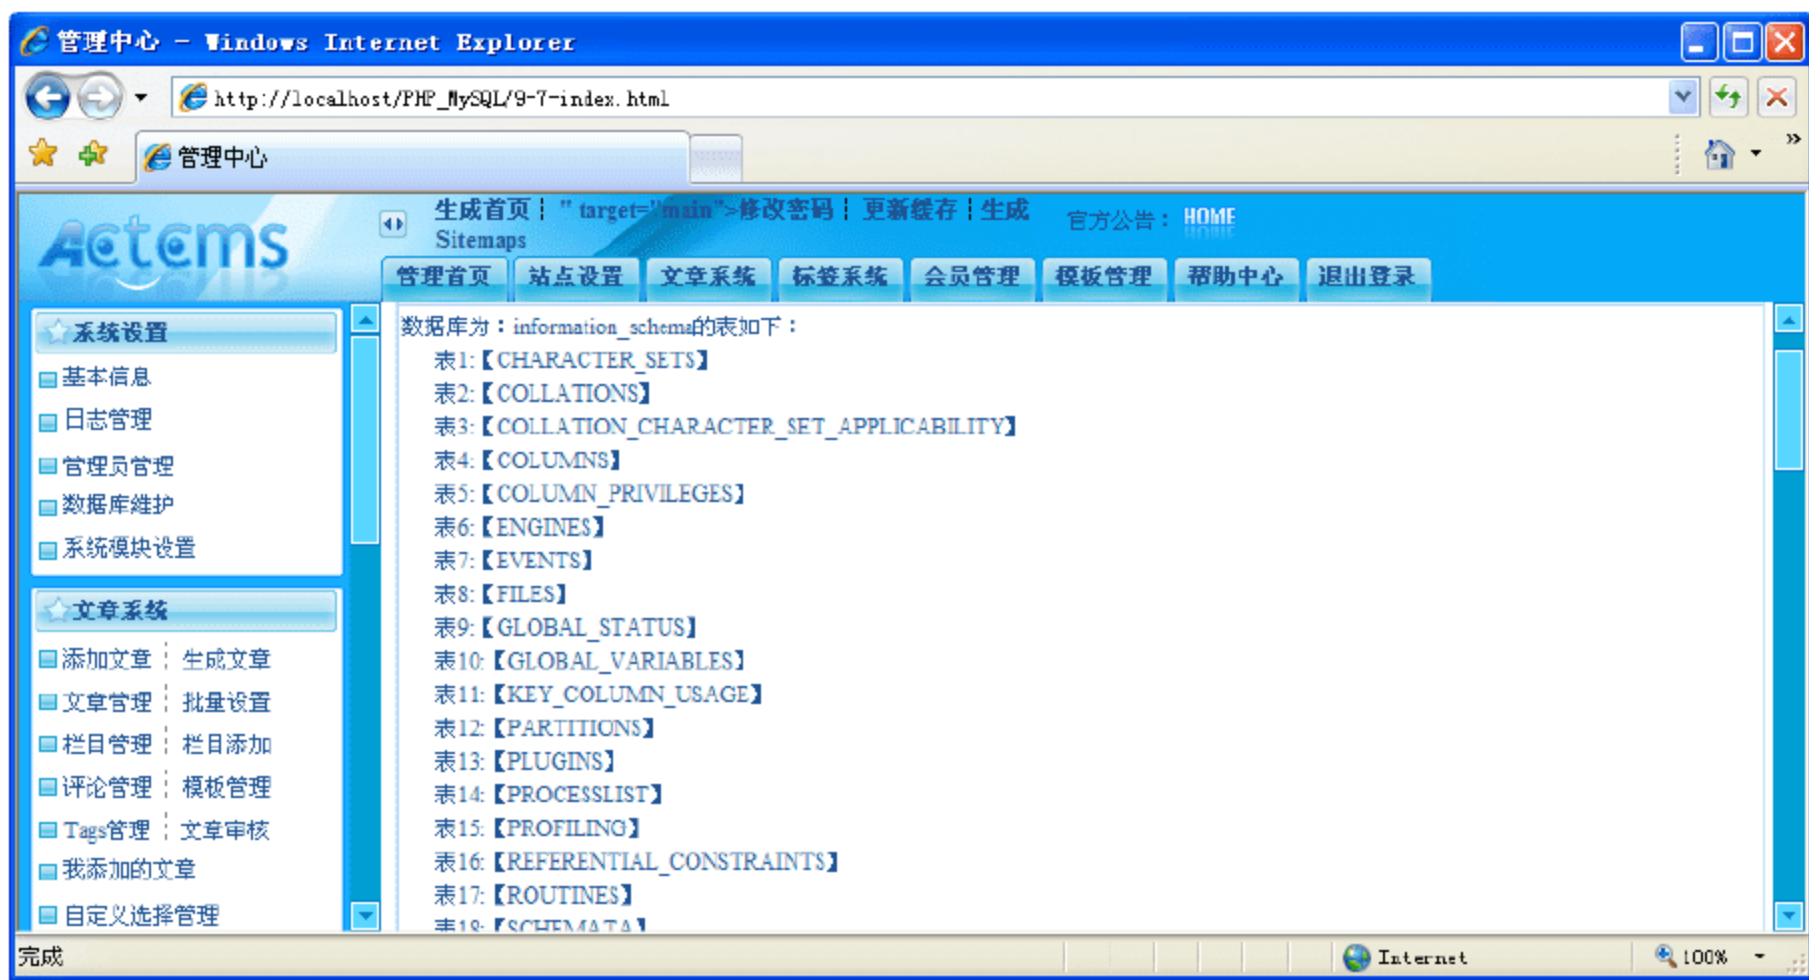 管理中心 - Windows Internet Explorer
http://localhost/PHP_MySQL/9-7-index.html
管理中心
Actcms
生成首页 ┆ " target="main">修改密码 ┆ 更新缓存 ┆ 生成
Sitemaps
官方公告： HOME
管理首页 站点设置 文章系统 标签系统 会员管理 模板管理 帮助中心 退出登录
系统设置
基本信息
日志管理
管理员管理
数据库维护
系统模块设置
文章系统
添加文章 ┆ 生成文章
文章管理 ┆ 批量设置
栏目管理 ┆ 栏目添加
评论管理 ┆ 模板管理
Tags管理 ┆ 文章审核
我添加的文章
自定义选择管理
数据库为：information_schema的表如下：
表1:【CHARACTER_SETS】
表2:【COLLATIONS】
表3:【COLLATION_CHARACTER_SET_APPLICABILITY】
表4:【COLUMNS】
表5:【COLUMN_PRIVILEGES】
表6:【ENGINES】
表7:【EVENTS】
表8:【FILES】
表9:【GLOBAL_STATUS】
表10:【GLOBAL_VARIABLES】
表11:【KEY_COLUMN_USAGE】
表12:【PARTITIONS】
表13:【PLUGINS】
表14:【PROCESSLIST】
表15:【PROFILING】
表16:【REFERENTIAL_CONSTRAINTS】
表17:【ROUTINES】
表18:【SCHEMATA】
完成
Internet
100%